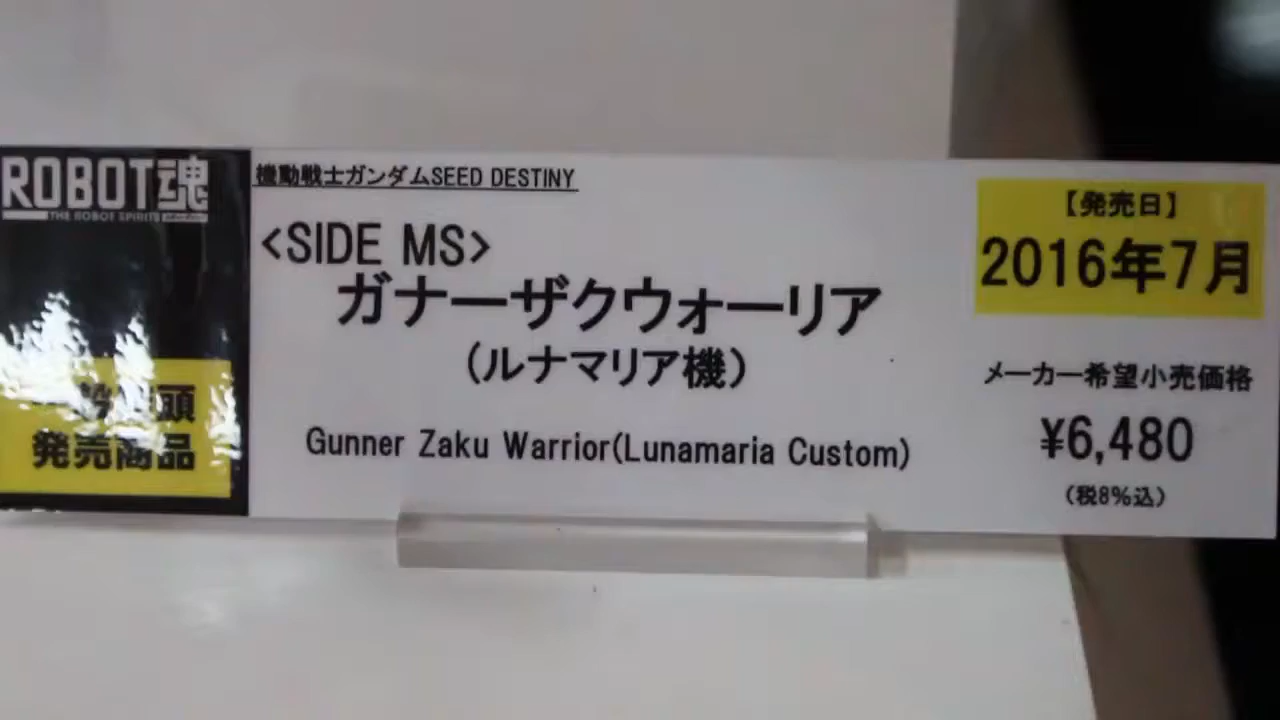 ROBOT魂
THE ROBOT SPIRITS
発売商品
機動戦士ガンダムSEED DESTINY
<SIDE MS>
ガナーザクウォーリア
(ルナマリア機)
Gunner Zaku Warrior(Lunamaria Custom)
【発売日】
2016年7月
メーカー希望小売価格
¥6,480
(税8%込)